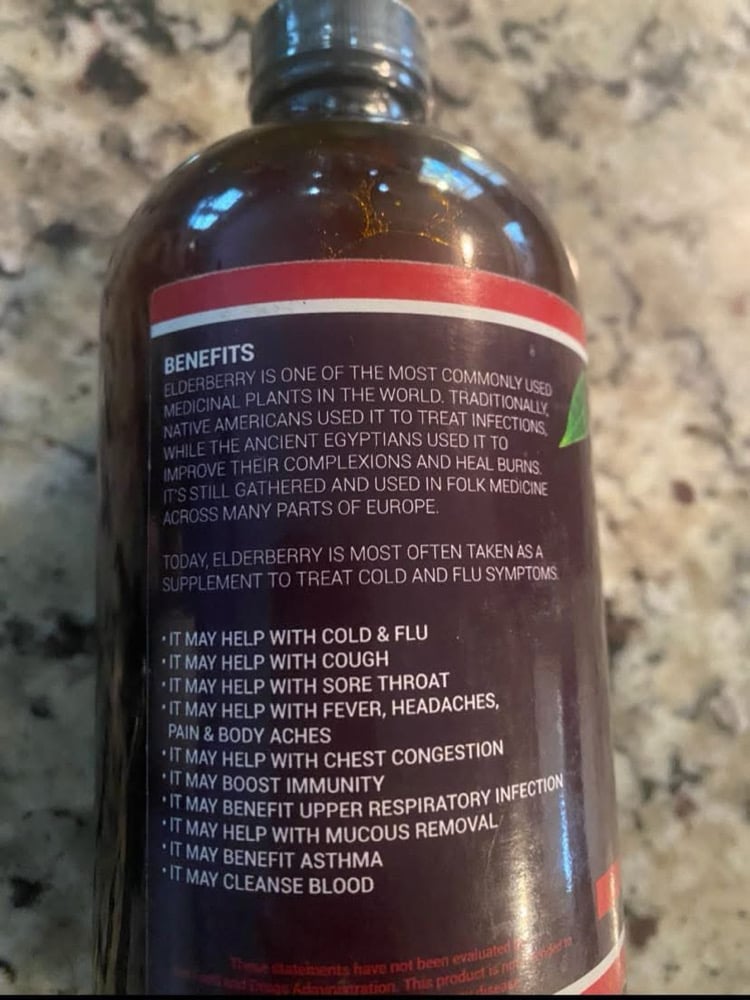 BENEFITS
ELDERBERRY IS ONE OF THE MOST COMMONLY USED
MEDICINAL PLANTS IN THE WORLD. TRADITIONALLY,
NATIVE AMERICANS USED IT TO TREAT INFECTIONS,
WHILE THE ANCIENT EGYPTIANS USED IT TO
IMPROVE THEIR COMPLEXIONS AND HEAL BURNS.
IT'S STILL GATHERED AND USED IN FOLK MEDICINE
ACROSS MANY PARTS OF EUROPE.
TODAY, ELDERBERRY IS MOST OFTEN TAKEN AS A
SUPPLEMENT TO TREAT COLD AND FLU SYMPTOMS.
• IT MAY HELP WITH COLD & FLU
• IT MAY HELP WITH COUGH
• IT MAY HELP WITH SORE THROAT
• IT MAY HELP WITH FEVER, HEADACHES,
PAIN & BODY ACHES
• IT MAY HELP WITH CHEST CONGESTION
• IT MAY BOOST IMMUNITY
• IT MAY BENEFIT UPPER RESPIRATORY INFECTION
• IT MAY HELP WITH MUCOUS REMOVAL
• IT MAY BENEFIT ASTHMA
• IT MAY CLEANSE BLOOD
These statements have not been evaluated
and Drugs Administration. This product is